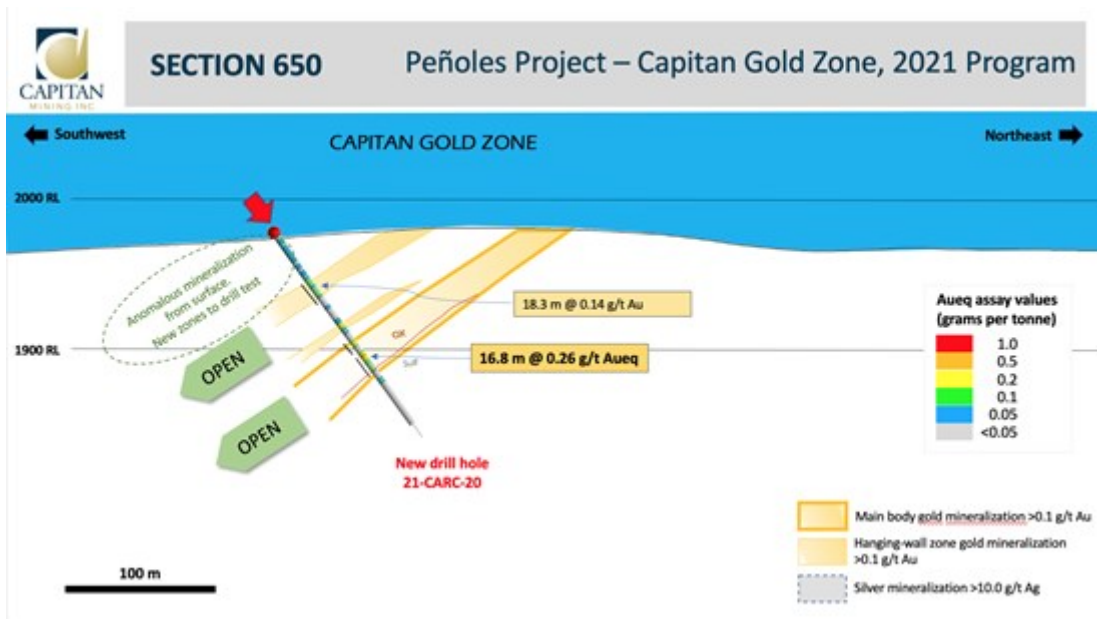 CAPITAN
MINING INC
SECTION 650
Peñoles Project – Capitan Gold Zone, 2021 Program
Southwest
CAPITAN GOLD ZONE
Northeast
2000 RL
Anomalous mineralization
from surface.
New zones to drill test
18.3 m @ 0.14 g/t Au
OX
Sulf
1900 RL
16.8 m @ 0.26 g/t Aueq
OPEN
OPEN
New drill hole
21-CARC-20
Aueq assay values
(grams per tonne)
1.0
0.5
0.2
0.1
0.05
<0.05
Main body gold mineralization >0.1 g/t Au
Hanging-wall zone gold mineralization
>0.1 g/t Au
Silver mineralization >10.0 g/t Ag
100 m